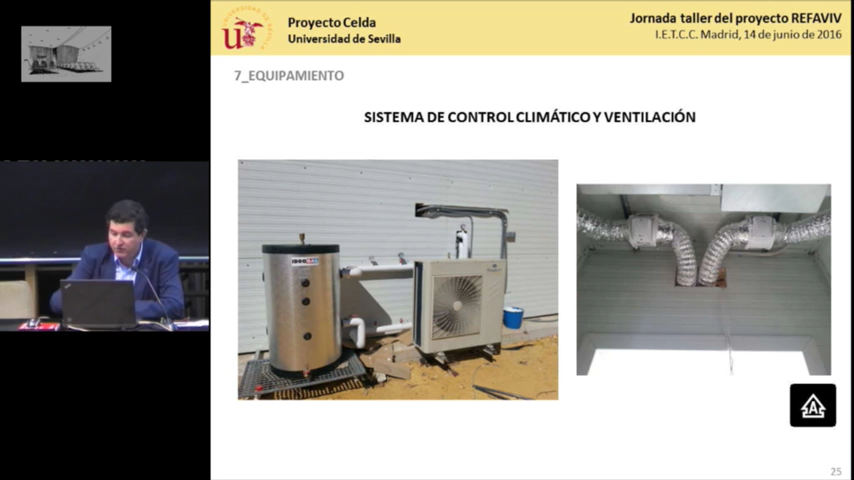 Proyecto Celda
Universidad de Sevilla
Jornada taller del proyecto REFAVIV
I.E.T.C.C. Madrid, 14 de junio de 2016
7_EQUIPAMIENTO
SISTEMA DE CONTROL CLIMÁTICO Y VENTILACIÓN
25